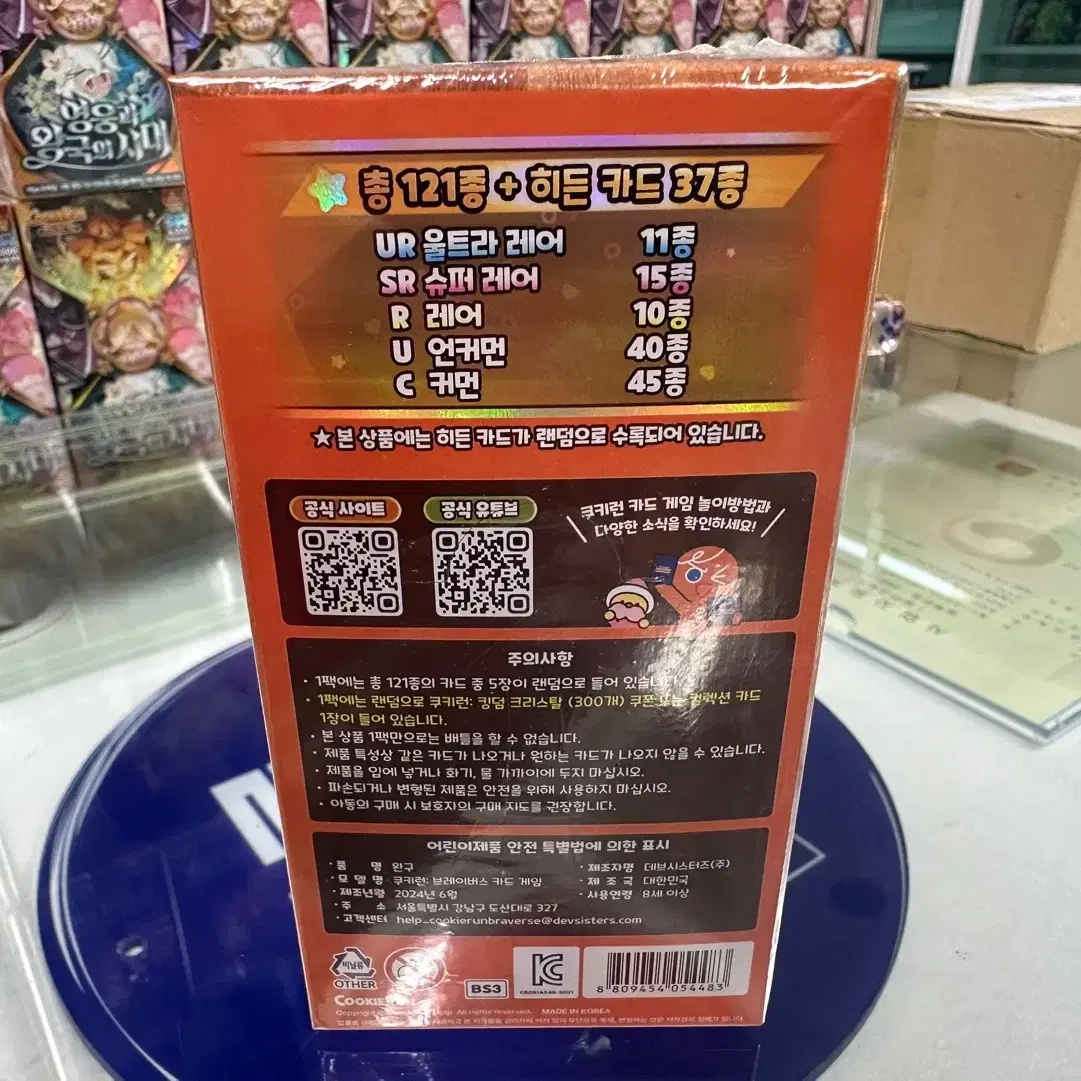 영웅과
왕국의 시대
총 121종 + 히든 카드 37종
UR 울트라 레어 11종
SR 슈퍼 레어 15종
R 레어 10종
U 언커먼 40종
C 커먼 45종
★ 본 상품에는 히든 카드가 랜덤으로 수록되어 있습니다.
공식 사이트
공식 유튜브
쿠키런 카드 게임 놀이방법과
다양한 소식을 확인하세요!
주의사항
• 1팩에는 총 121종의 카드 중 5장이 랜덤으로 들어 있습니다.
• 1팩에는 랜덤으로 쿠키런: 킹덤 크리스탈 (300개) 쿠폰 또는 컬렉션 카드
1장이 들어 있습니다.
• 본 상품 1팩만으로는 배틀을 할 수 없습니다.
• 제품 특성상 같은 카드가 나오거나 원하는 카드가 나오지 않을 수 있습니다.
• 제품을 입에 넣거나 화기, 물 가까이에 두지 마십시오.
• 파손되거나 변형된 제품은 안전을 위해 사용하지 마십시오.
• 아동의 구매 시 보호자의 구매 지도를 권장합니다.
어린이제품 안전 특별법에 의한 표시
• 품 명 완구
• 제조자명 데브시스터즈(주)
• 모 델 명 쿠키런: 브레이버스 카드 게임
• 제 조 국 대한민국
• 제조년월 2024년 6월
• 사용연령 8세 이상
• 주 소 서울특별시 강남구 도산대로 327
• 고객센터 help_cookierunbraverse@devsisters.com
비닐류
OTHER
BS3
8 809454 054483
Copyright
All rights reserved. MADE IN KOREA